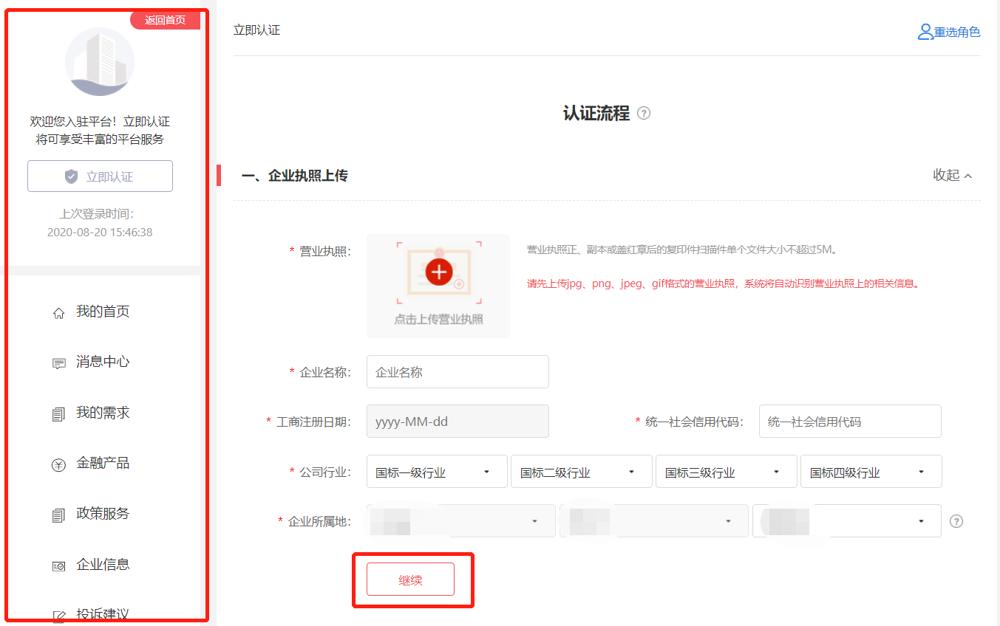 返回首页
欢迎您入驻平台！立即认证
将可享受丰富的平台服务
立即认证
上次登录时间：
2020-08-20 15:46:38
我的首页
消息中心
我的需求
金融产品
政策服务
企业信息
投诉建议
立即认证
重选角色
认证流程 ?
一、企业执照上传
收起
* 营业执照：
点击上传营业执照
营业执照正、副本或盖红章后的复印件扫描件单个文件大小不超过5M。
请先上传jpg、png、jpeg、gif格式的营业执照，系统将自动识别营业执照上的相关信息。
* 企业名称： 企业名称
* 工商注册日期： yyyy-MM-dd * 统一社会信用代码： 统一社会信用代码
* 公司行业： 国标一级行业 国标二级行业 国标三级行业 国标四级行业
* 企业所属地： ?
继续